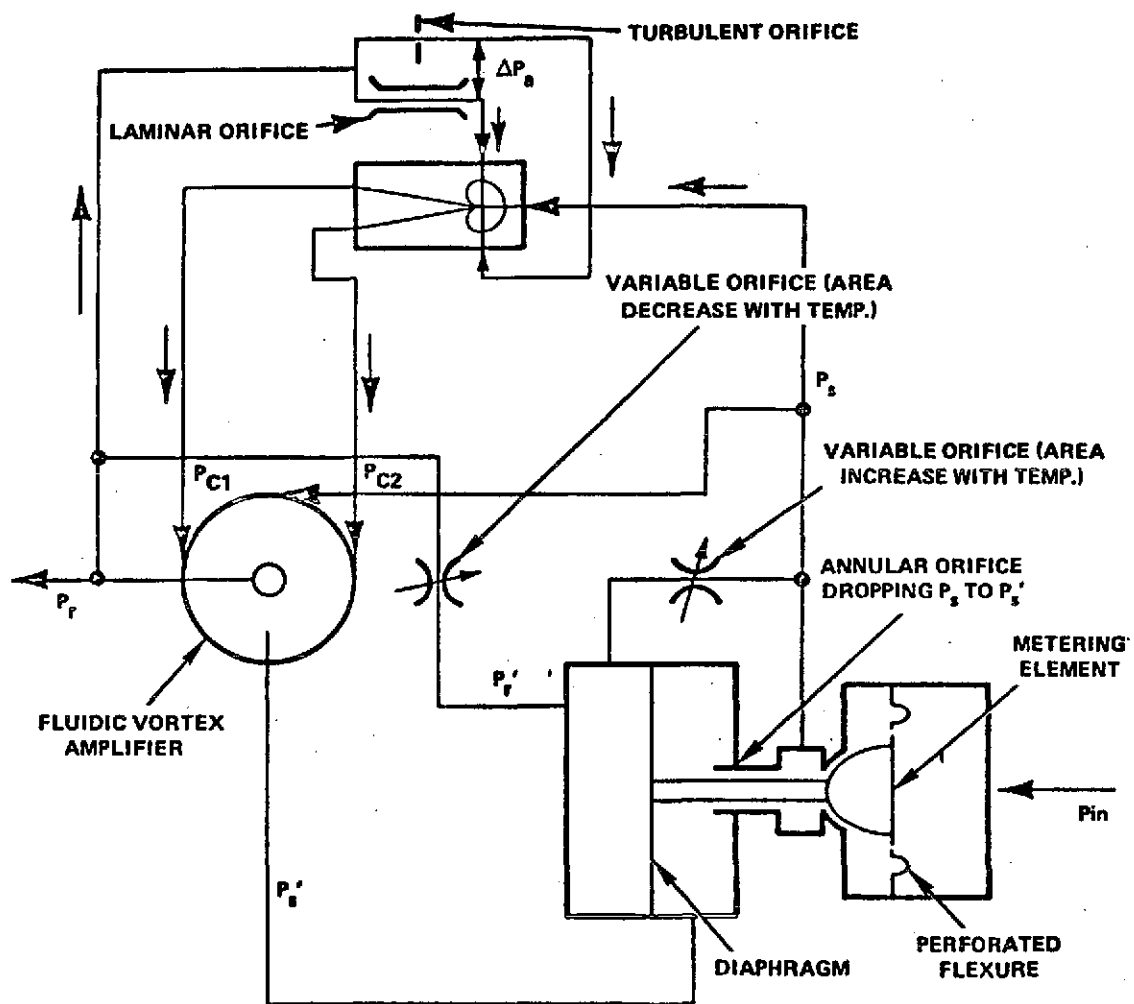 TURBULENT ORIFICE
ΔPa
LAMINAR ORIFICE
VARIABLE ORIFICE (AREA
DECREASE WITH TEMP.)
Ps
VARIABLE ORIFICE (AREA
INCREASE WITH TEMP.)
PC1
PC2
ANNULAR ORIFICE
DROPPING Ps TO Ps'
Pr
METERING
ELEMENT
Pr'
FLUIDIC VORTEX
AMPLIFIER
Pin
Ps'
DIAPHRAGM
PERFORATED
FLEXURE